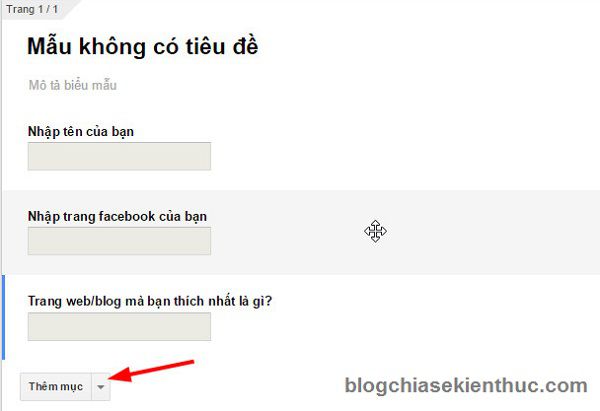 Trang 1 / 1
Mẫu không có tiêu đề
Mô tả biểu mẫu
Nhập tên của bạn
Nhập trang facebook của bạn
Trang web/blog mà bạn thích nhất là gì?
Thêm mục
blogchiasekienthuc.com